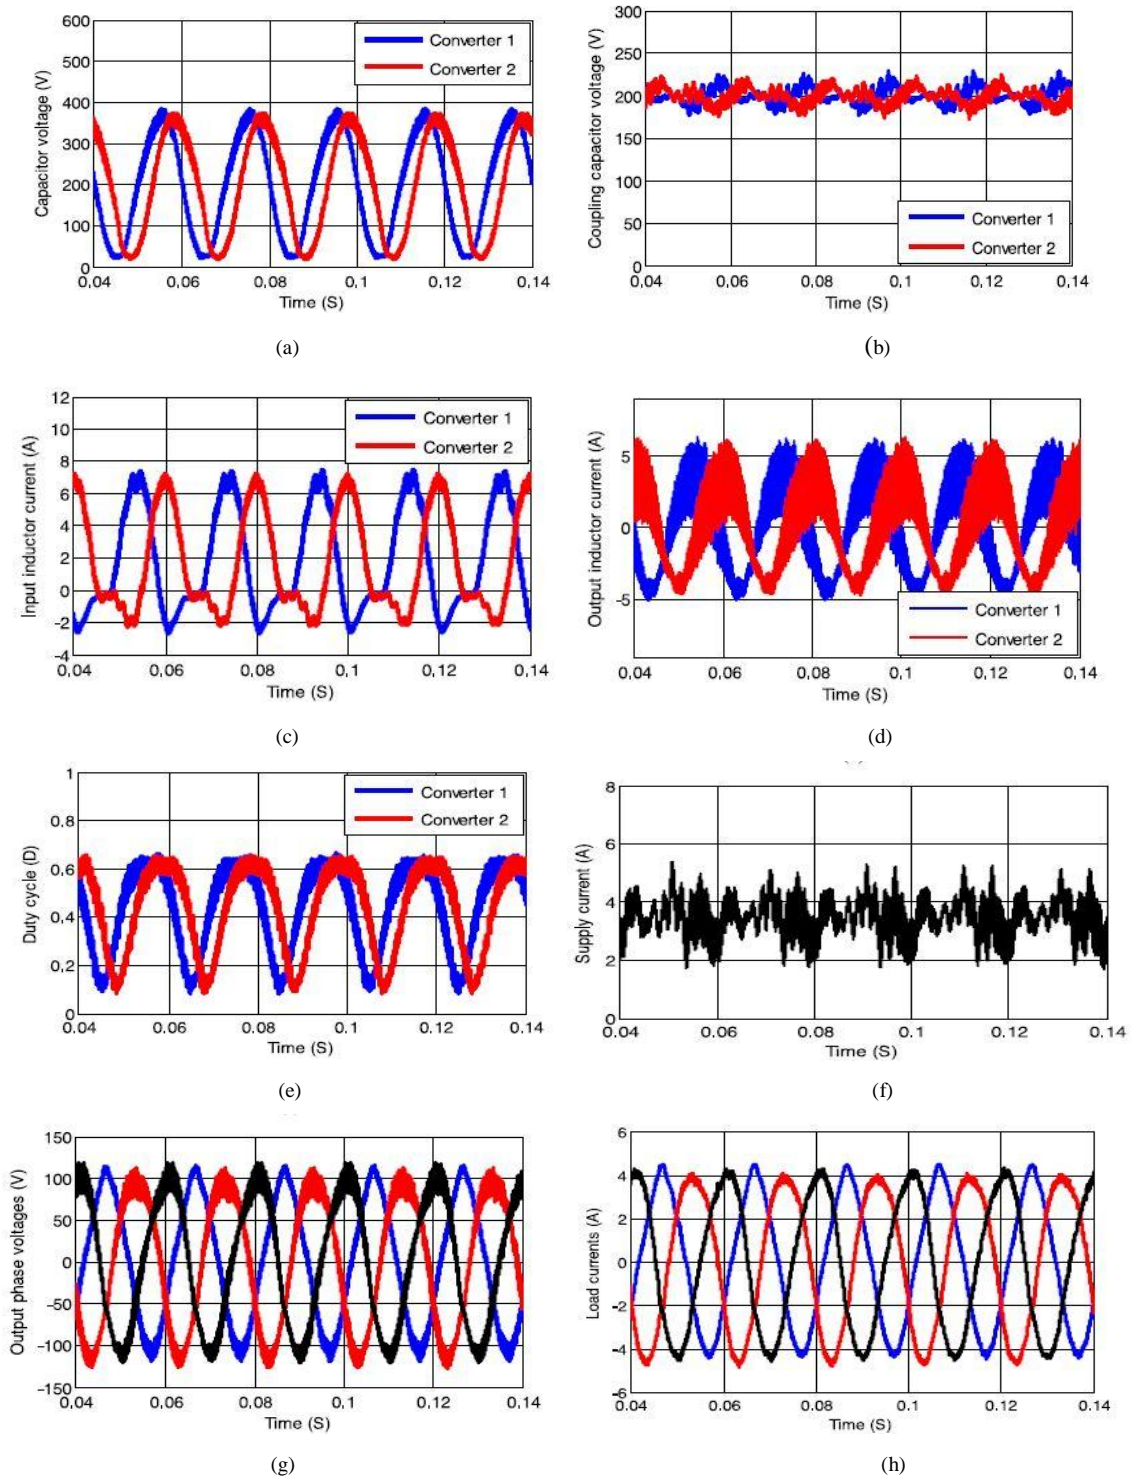 600
500
400
300
200
100
0
Capacitor voltage (V)
Converter 1
Converter 2
0.04
0.06
0.08
0.1
0.12
0.14
Time (S)
(a)
300
250
200
150
100
50
0
Coupling capacitor voltage (V)
Converter 1
Converter 2
0.04
0.06
0.08
0.1
0.12
0.14
Time (S)
(b)
12
10
8
6
4
2
0
-2
-4
Input inductor current (A)
Converter 1
Converter 2
0.04
0.06
0.08
0.1
0.12
0.14
Time (S)
(c)
5
0
-5
Output inductor current (A)
Converter 1
Converter 2
0.04
0.06
0.08
0.1
0.12
0.14
Time (S)
(d)
1
0.8
0.6
0.4
0.2
0
Duty cycle (D)
Converter 1
Converter 2
0.04
0.06
0.08
0.1
0.12
0.14
Time (S)
(e)
8
6
4
2
0
Supply current (A)
0.04
0.06
0.08
0.1
0.12
0.14
Time (S)
(f)
150
100
50
0
-50
-100
-150
Output phase voltages (V)
0.04
0.06
0.08
0.1
0.12
0.14
Time (S)
(g)
6
4
2
0
-2
-4
-6
Load currents (A)
0.04
0.06
0.08
0.1
0.12
0.14
Time (S)
(h)